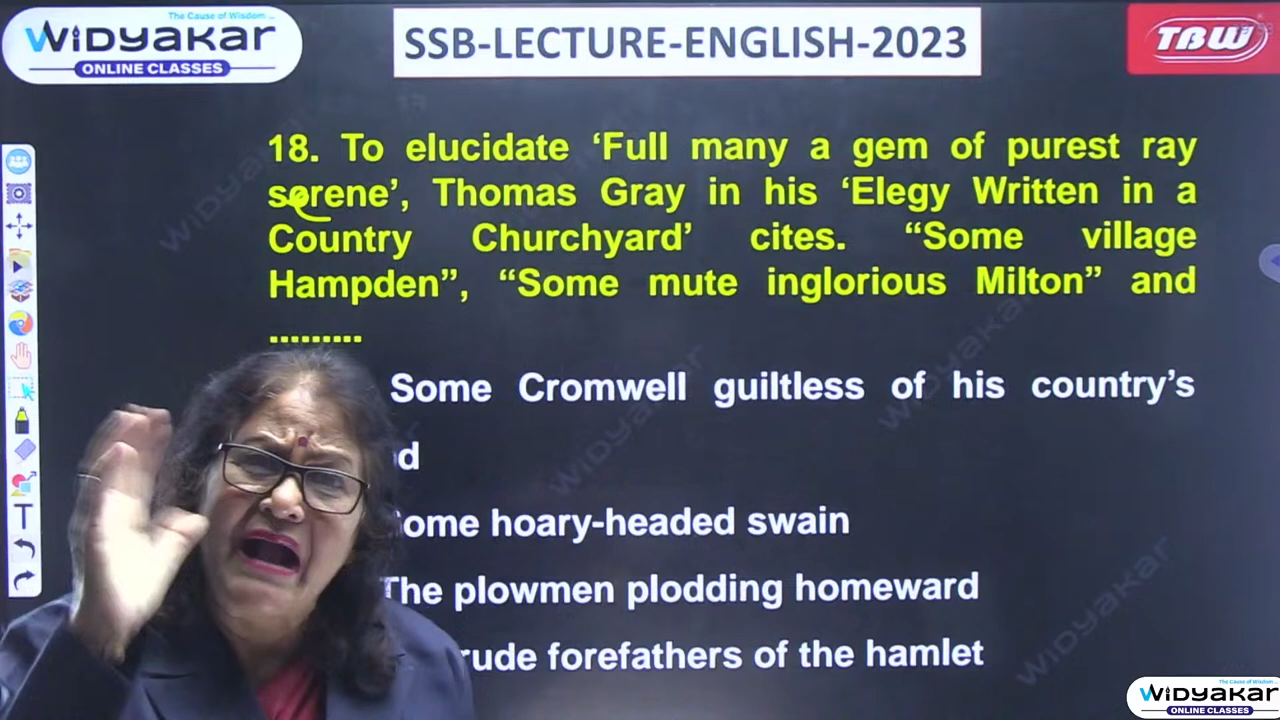 The Cause of Wisdom ...
WIDYAKAR
ONLINE CLASSES
SSB-LECTURE-ENGLISH-2023
TBW
18. To elucidate ‘Full many a gem of purest ray
serene’, Thomas Gray in his ‘Elegy Written in a
Country Churchyard’ cites. “Some village
Hampden”, “Some mute inglorious Milton” and
.........
Some Cromwell guiltless of his country’s
ome hoary-headed swain
The plowmen plodding homeward
rude forefathers of the hamlet
T
The Cause of Wisdom ...
WIDYAKAR
ONLINE CLASSES